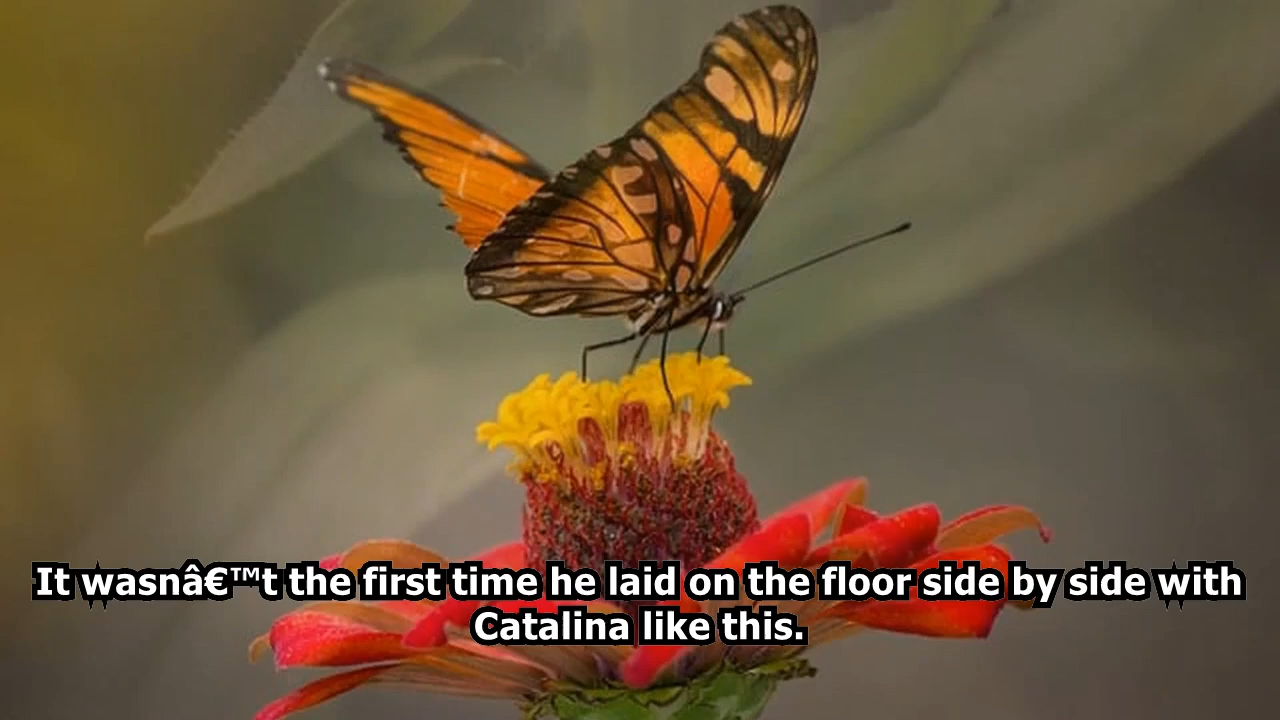 It wasnâ€™t the first time he laid on the floor side by side with
Catalina like this.